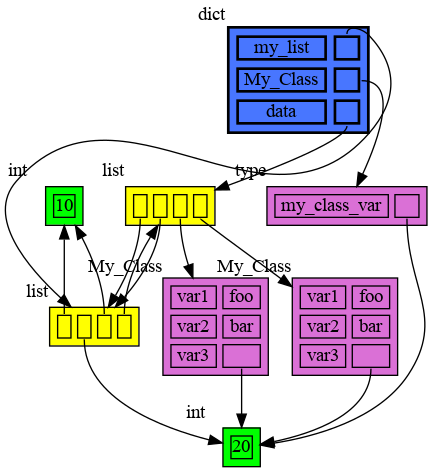 dict
my_list
My_Class
data
int
list
type
10
my_class_var
My_Class
My_Class
list
var1 foo
var2 bar
var3
var1 foo
var2 bar
var3
int
20